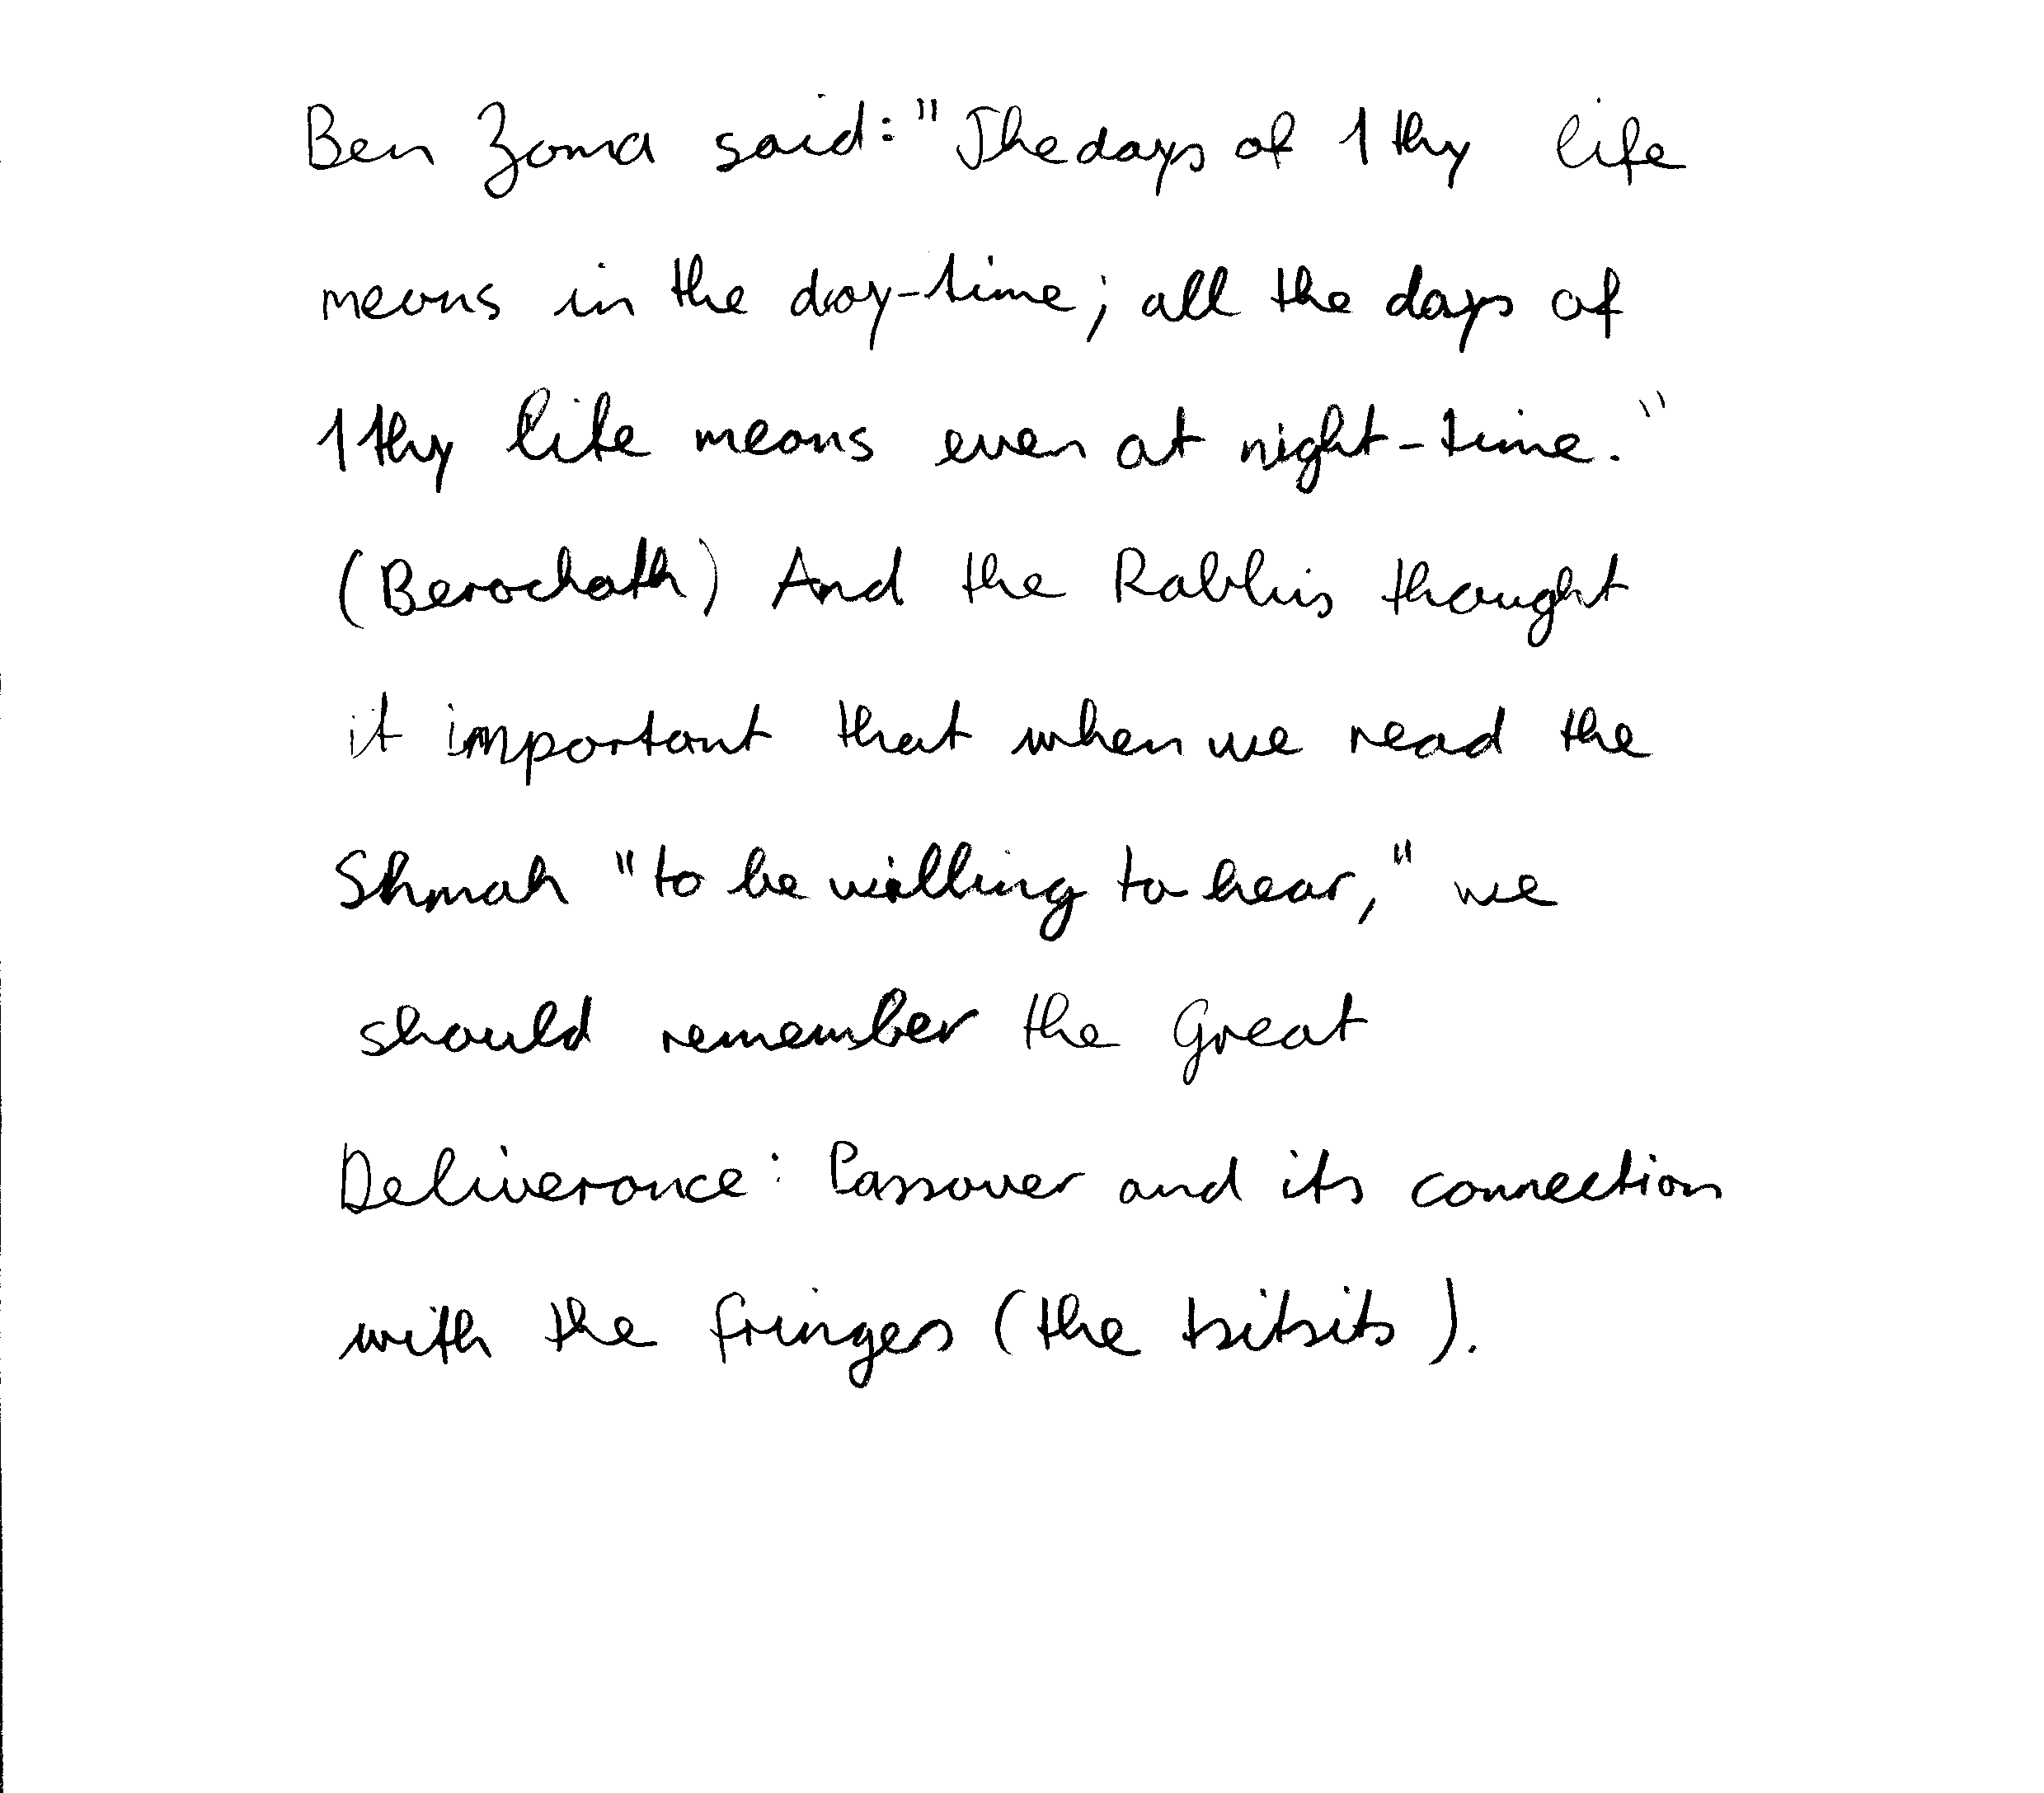 Ben Zoma said: "The days of 1thy life
means in the day-time; all the days of
1thy life means even at night-time."
(Berochoth) And the Rabbis thought
it important that when we read the
Shmah "to be willing to hear," we
should remember the Great
Deliverance: Passover and its connection
with the fringes (the tsitsits).